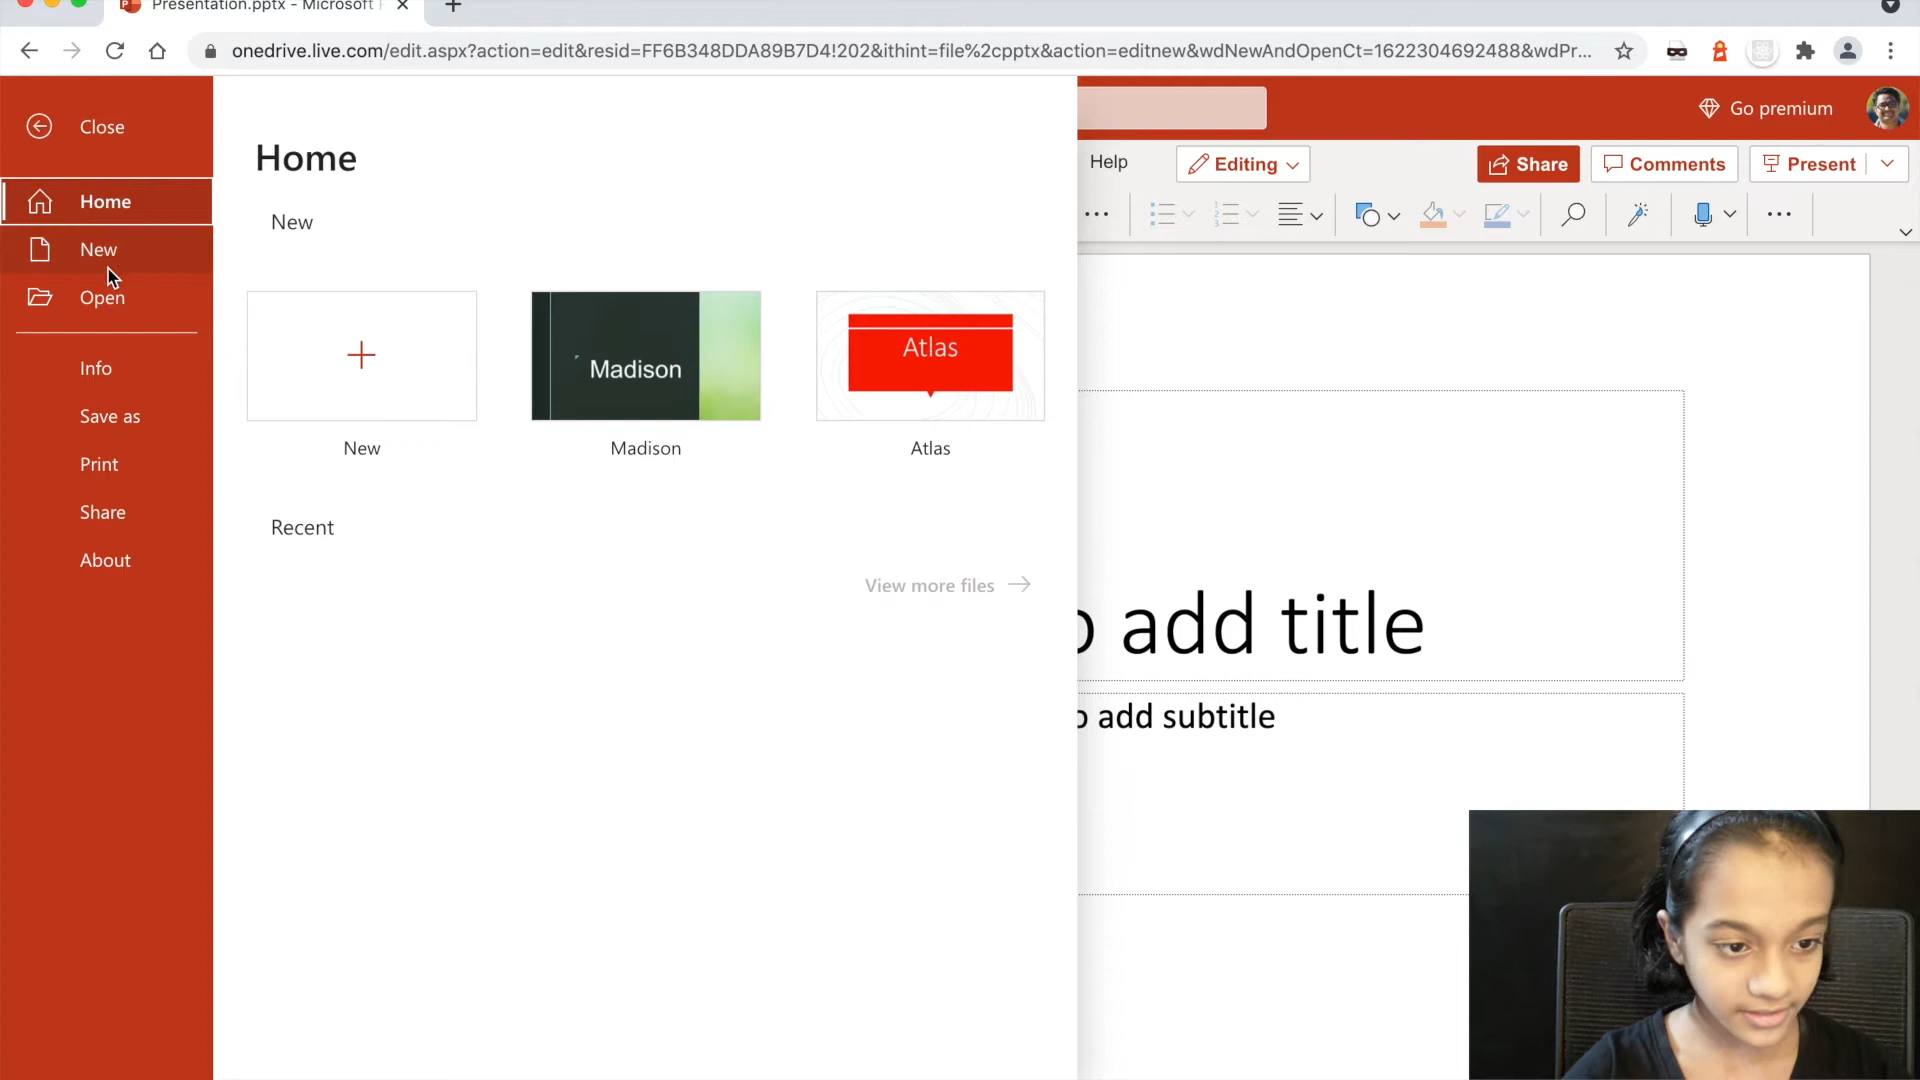 Presentation.pptx - Microsoft
onedrive.live.com/edit.aspx?action=edit&resid=FF6B348DDA89B7D4!202&ithint=file%2cpptx&action=editnew&wdNewAndOpenCt=1622304692488&wdPr...
Close
Home
New
Open
Info
Save as
Print
Share
About
Home
New
Madison
Atlas
New
Madison
Atlas
Recent
View more files
Go premium
Help
Editing
Share
Comments
Present
add title
add subtitle